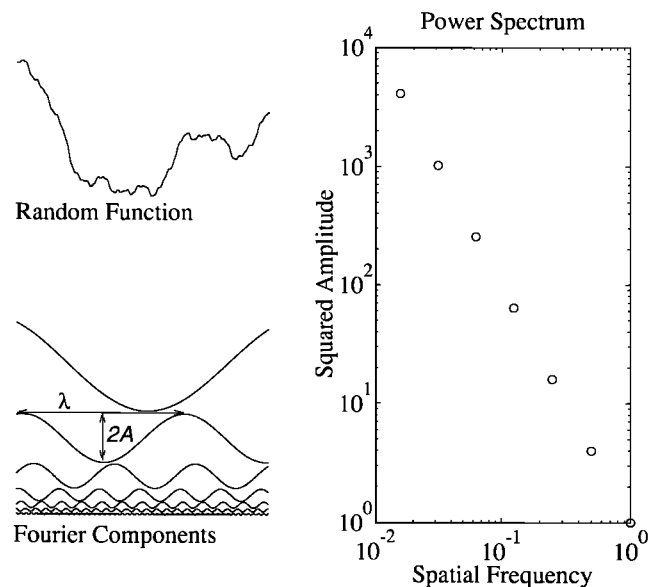 Random Function
λ
2A
Fourier Components
Power Spectrum
10^4
10^3
10^2
10^1
10^0
10^-2
10^-1
10^0
Squared Amplitude
Spatial Frequency